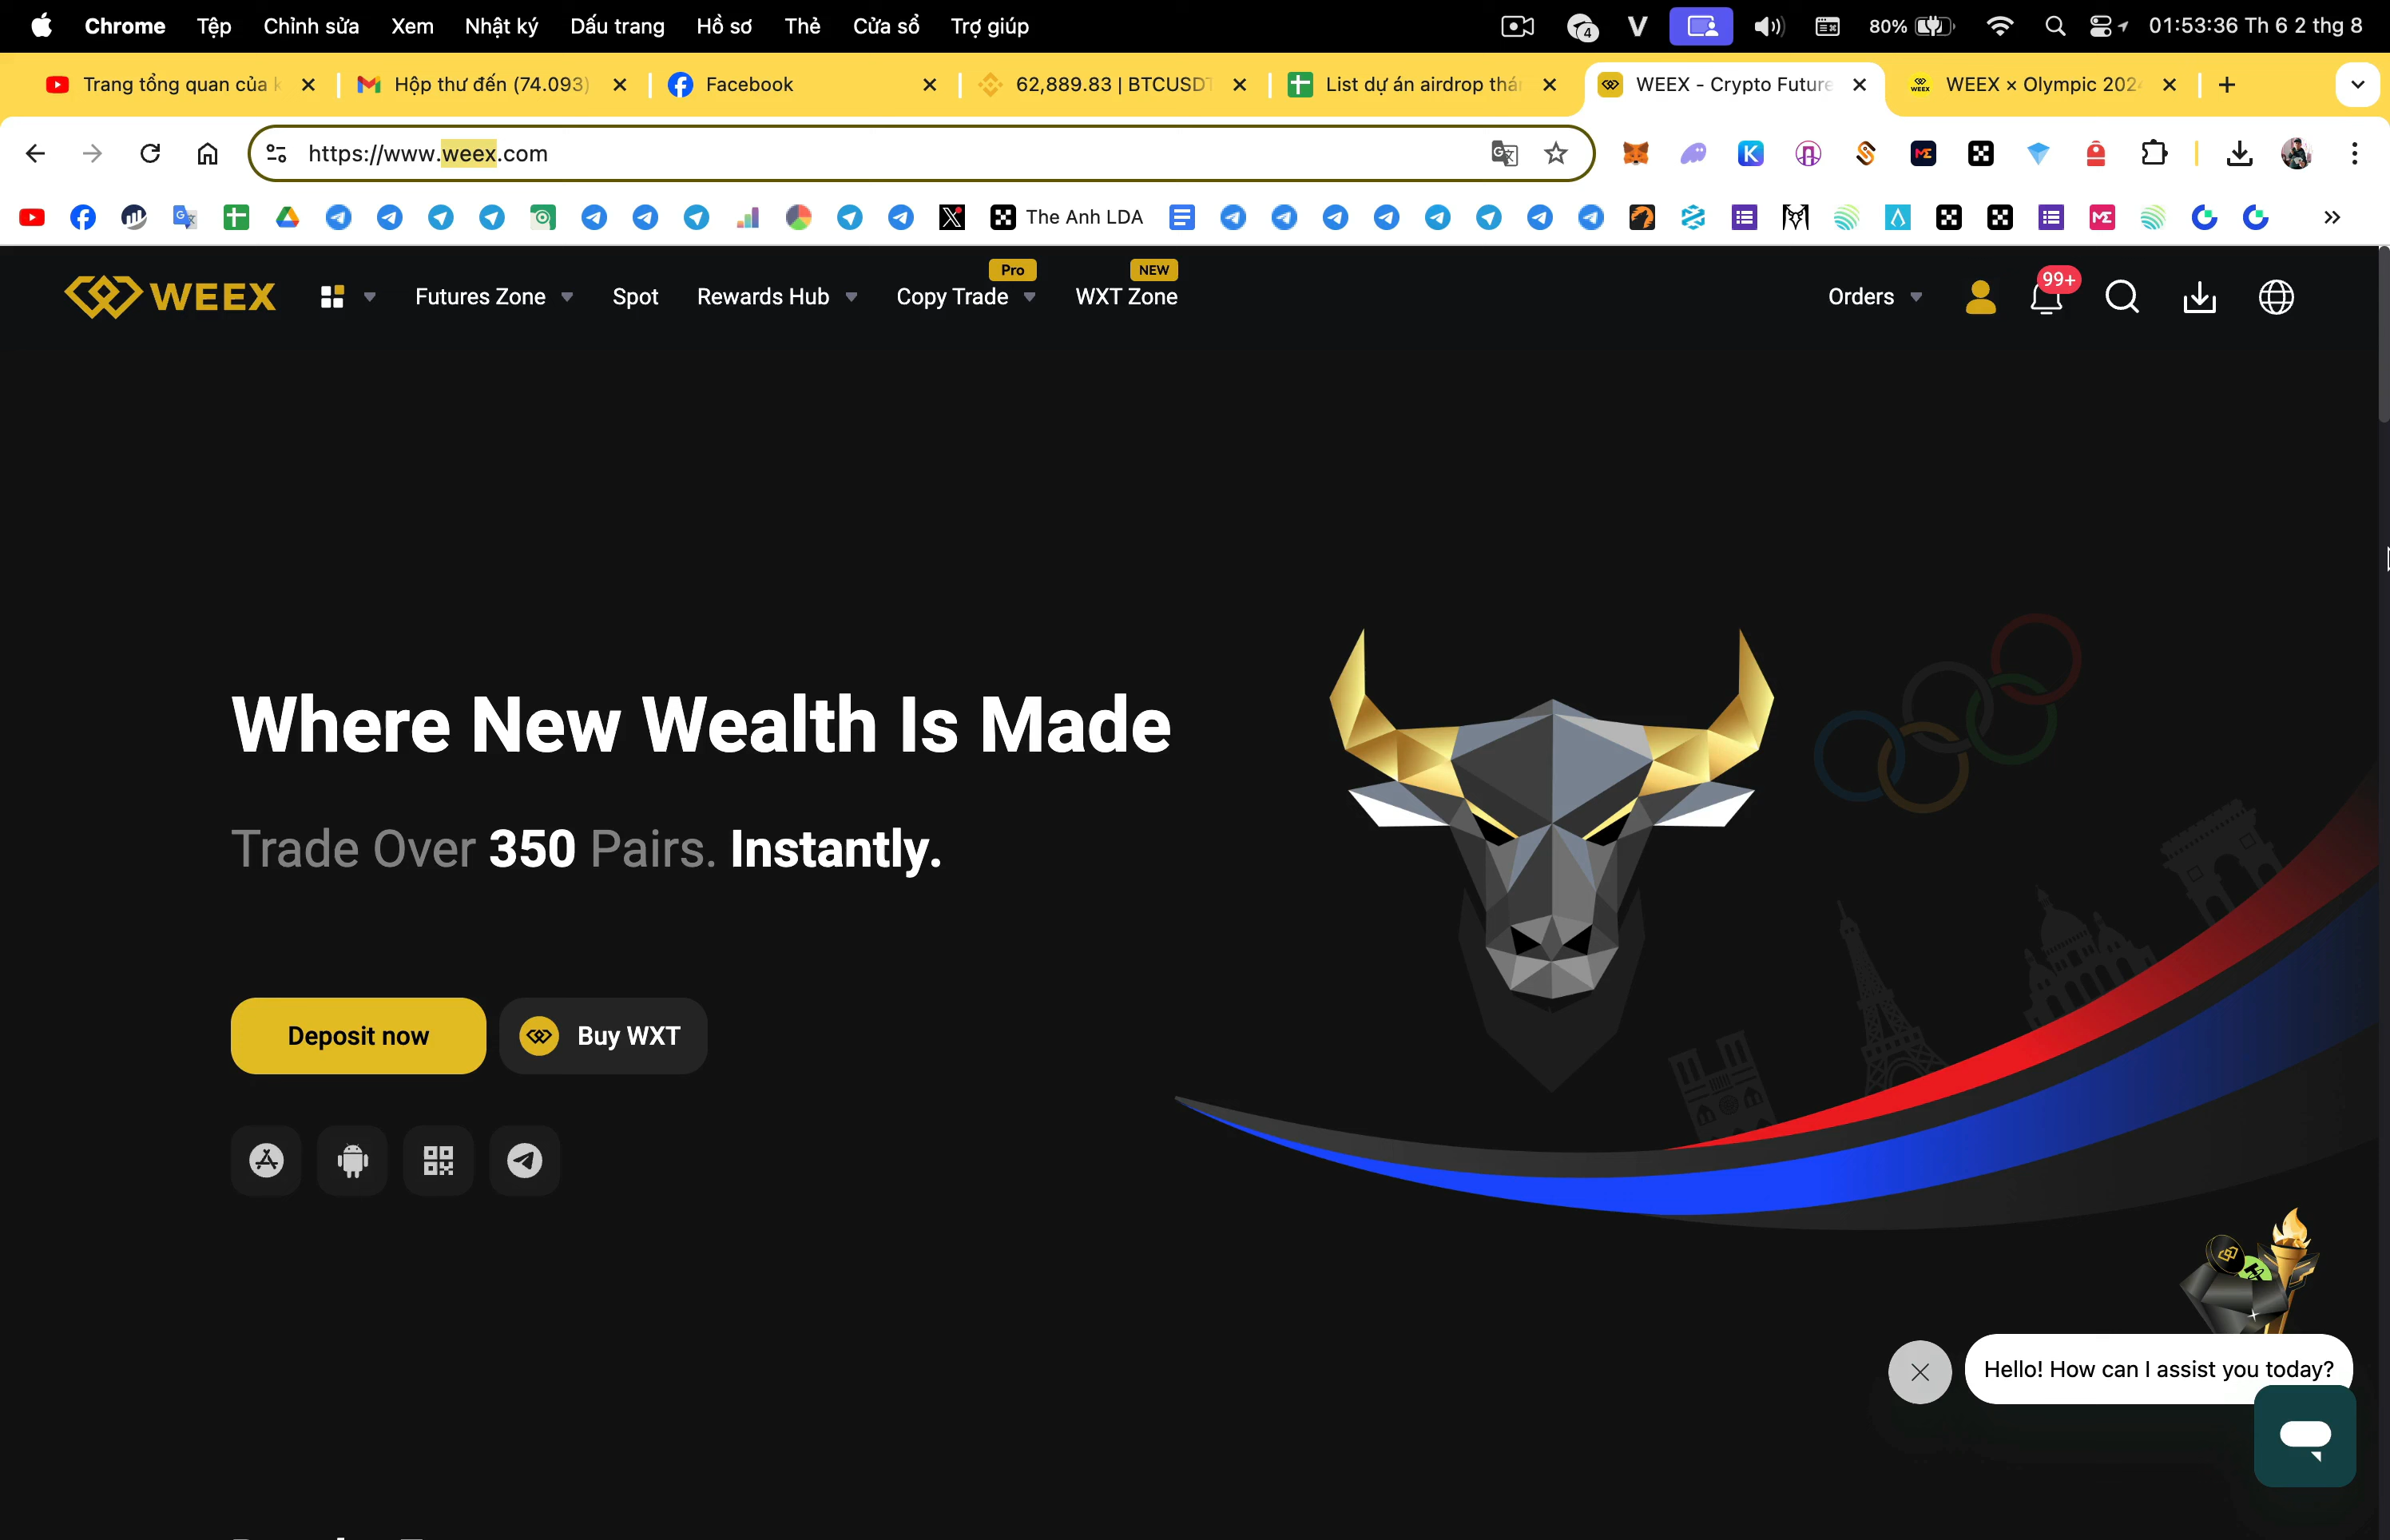 Chrome Tệp Chỉnh sửa Xem Nhật ký Dấu trang Hồ sơ Thẻ Cửa sổ Trợ giúp 4 80% 01:53:36 Th 6 2 thg 8
Trang tổng quan của Hộp thư đến (74.093) Facebook 62,889.83 | BTCUSDT List dự án airdrop WEEX - Crypto Future WEEX × Olympic 202
https://www.weex.com
The Anh LDA
Pro NEW 99+
WEEX Futures Zone Spot Rewards Hub Copy Trade WXT Zone Orders
Where New Wealth Is Made
Trade Over 350 Pairs. Instantly.
Deposit now Buy WXT
Hello! How can I assist you today?